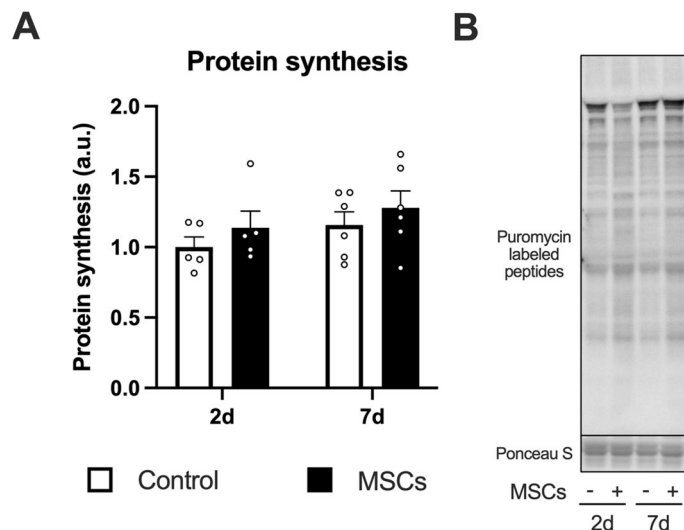 A
Protein synthesis
Protein synthesis (a.u.)
2.0
1.5
1.0
0.5
0.0
2d 7d
Control MSCs
B
Puromycin
labeled
peptides
Ponceau S
MSCs - + - +
2d 7d